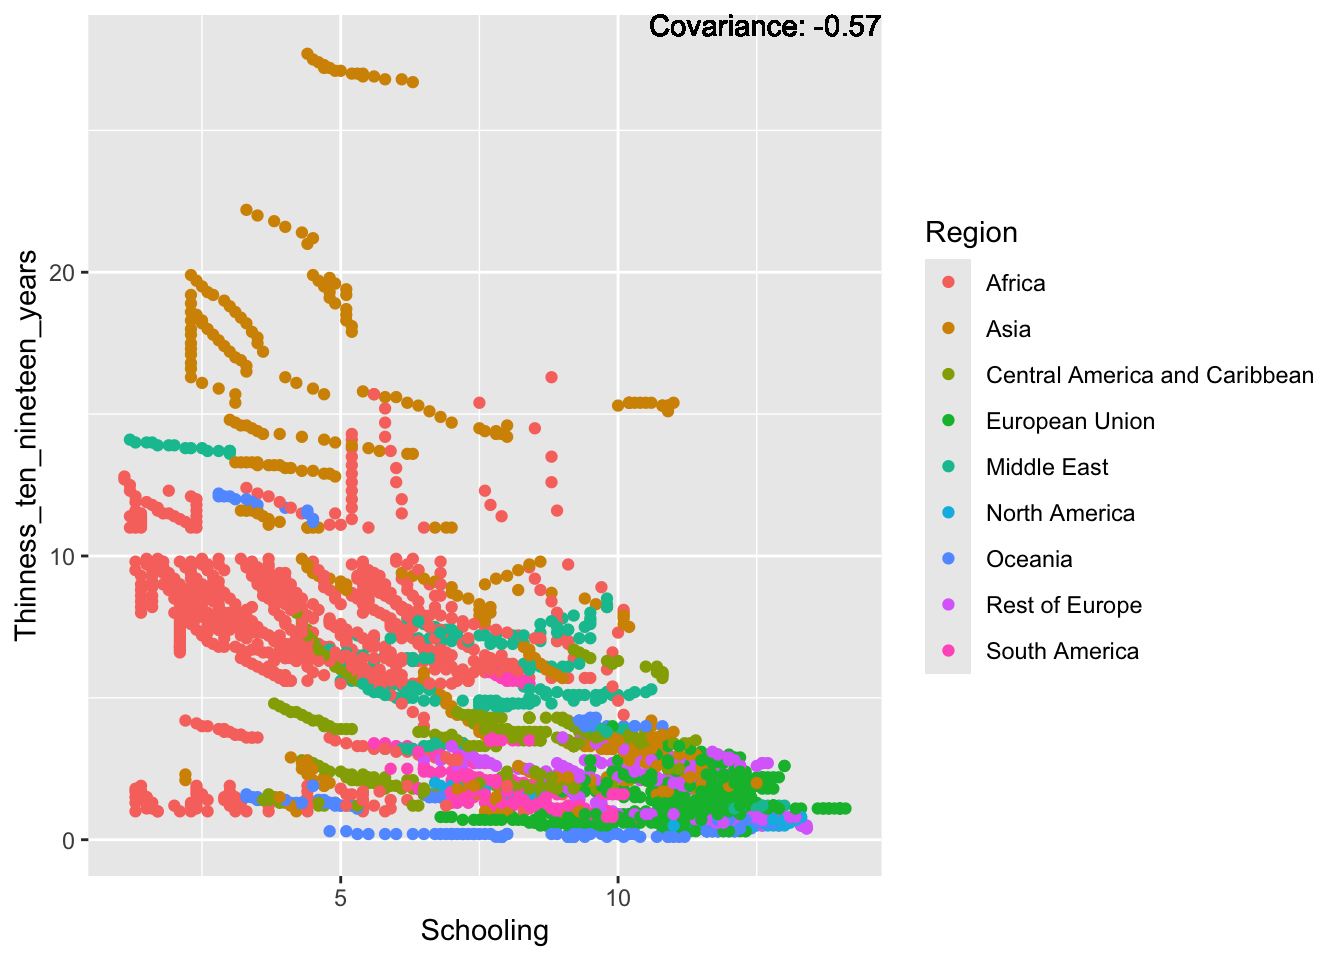 Covariance: -0.57
Thinness_ten_nineteen_years
20
10
0
5
10
Schooling
Region
Africa
Asia
Central America and Caribbean
European Union
Middle East
North America
Oceania
Rest of Europe
South America